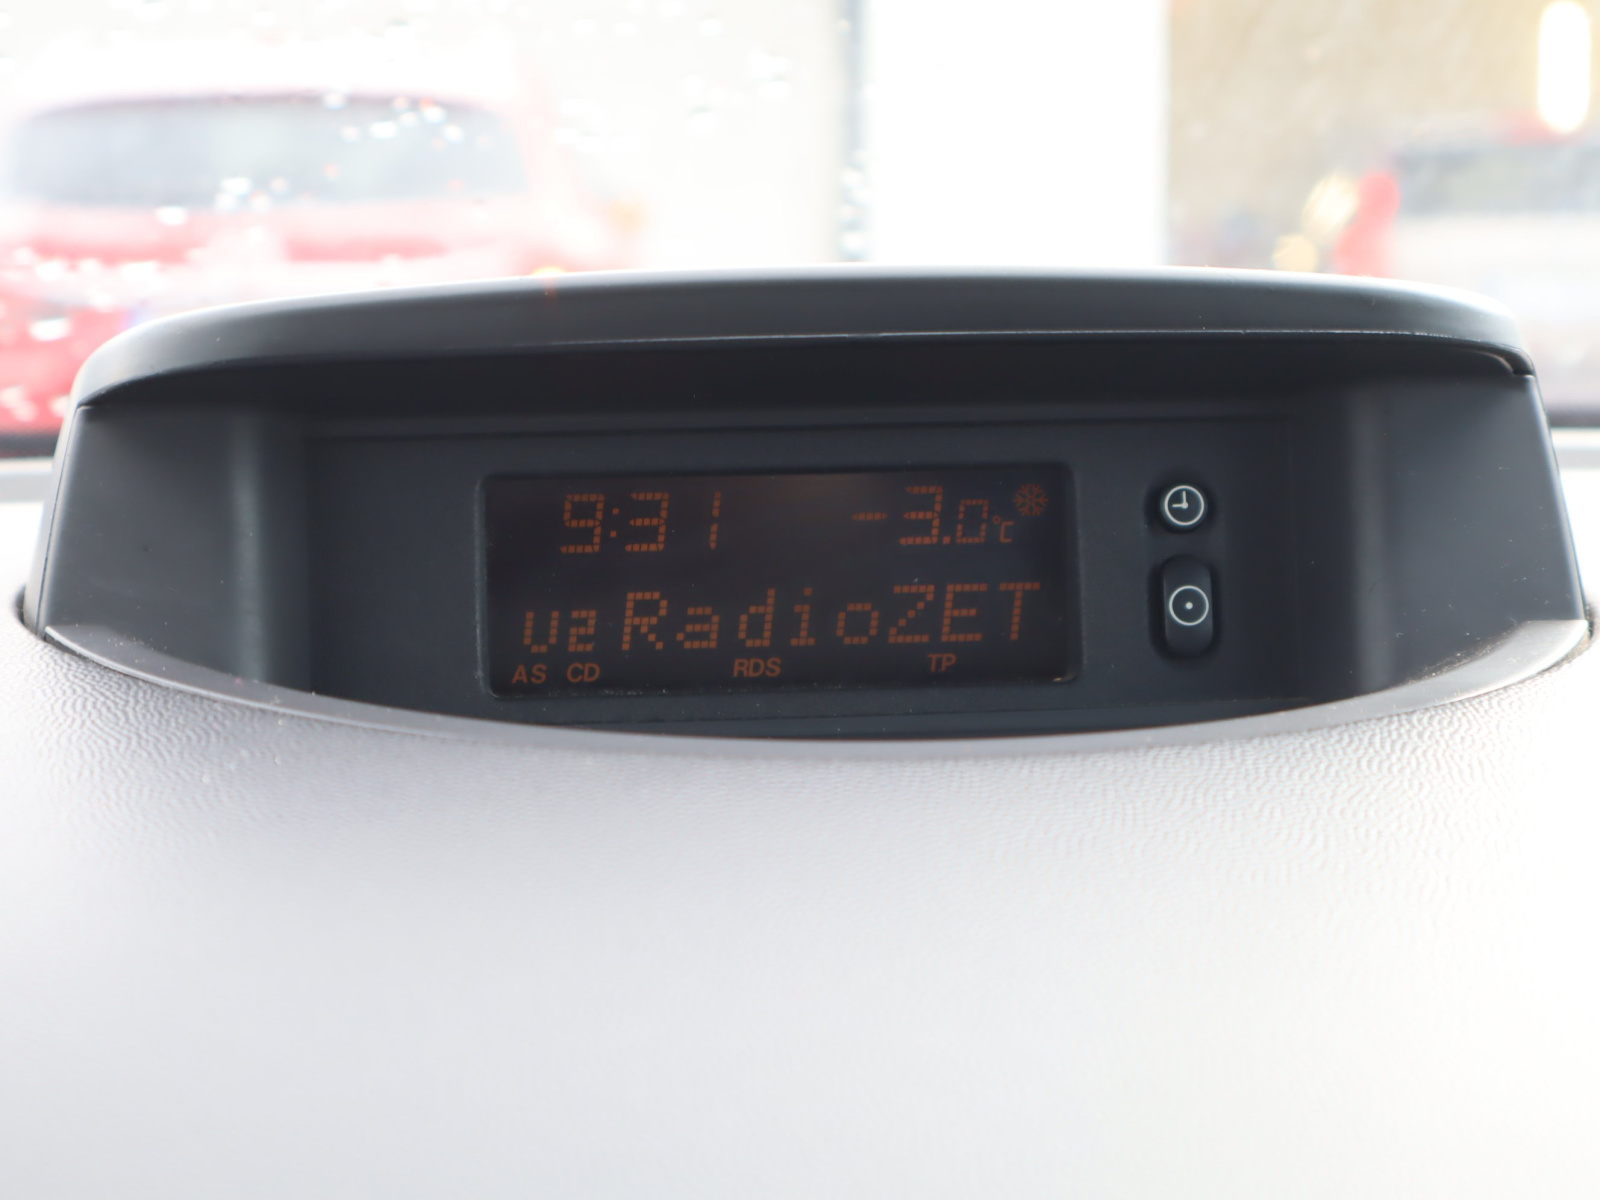 9:31 -3.0°C
u2 RadioZET
AS CD RDS TP